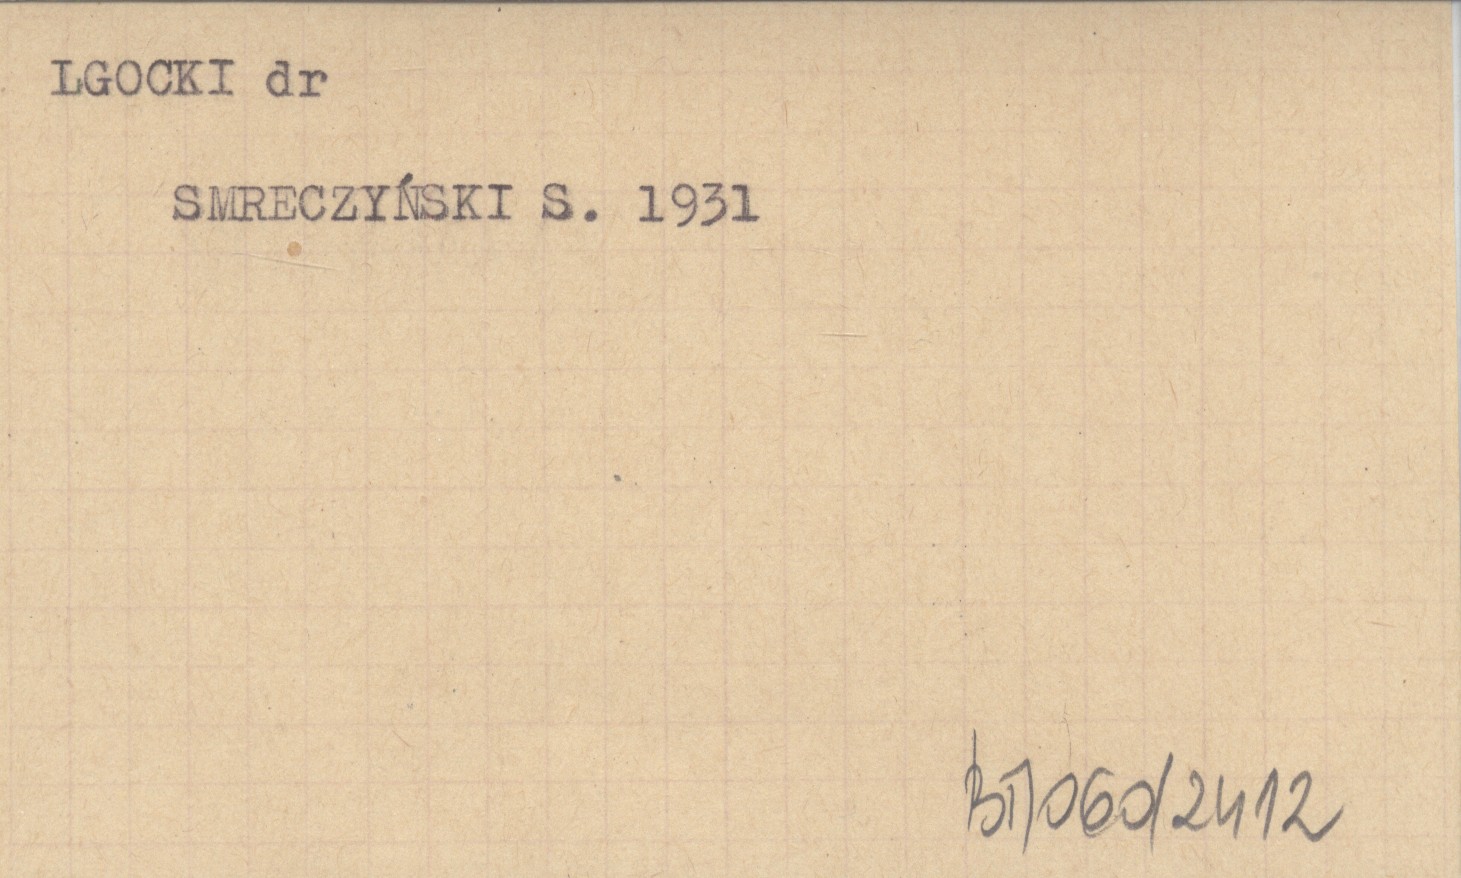 LGOCKI dr
SMRECZYŃSKI S. 1931
BT/060/2412